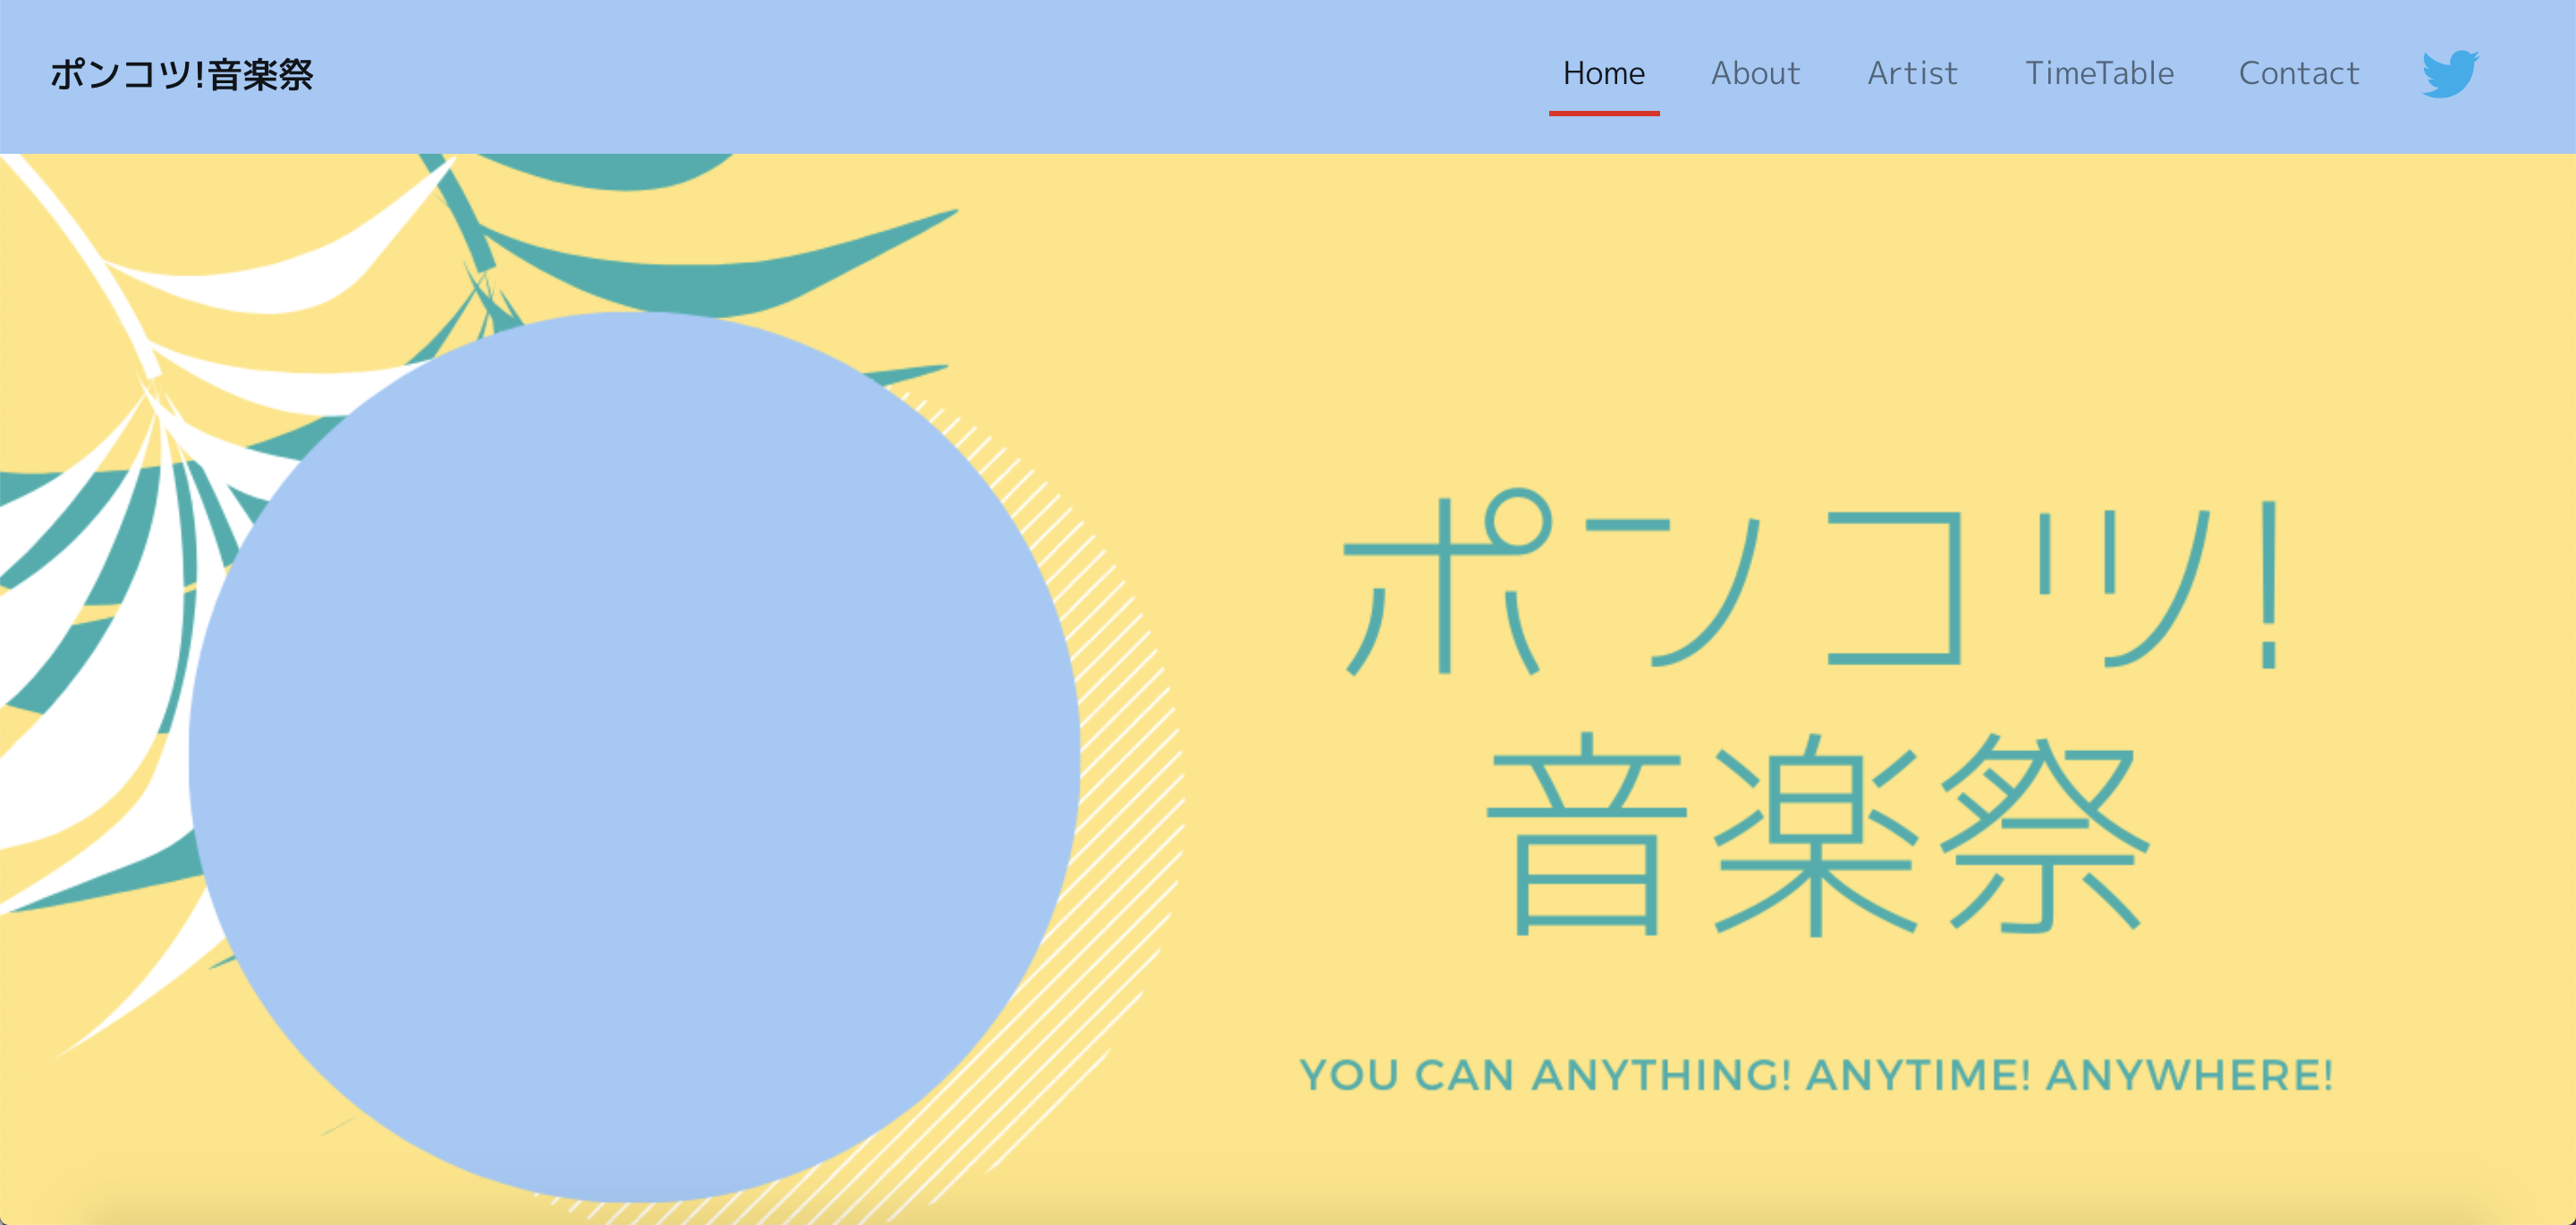 ポンコツ!音楽祭
Home About Artist TimeTable Contact
ポンコツ!
音楽祭
YOU CAN ANYTHING! ANYTIME! ANYWHERE!